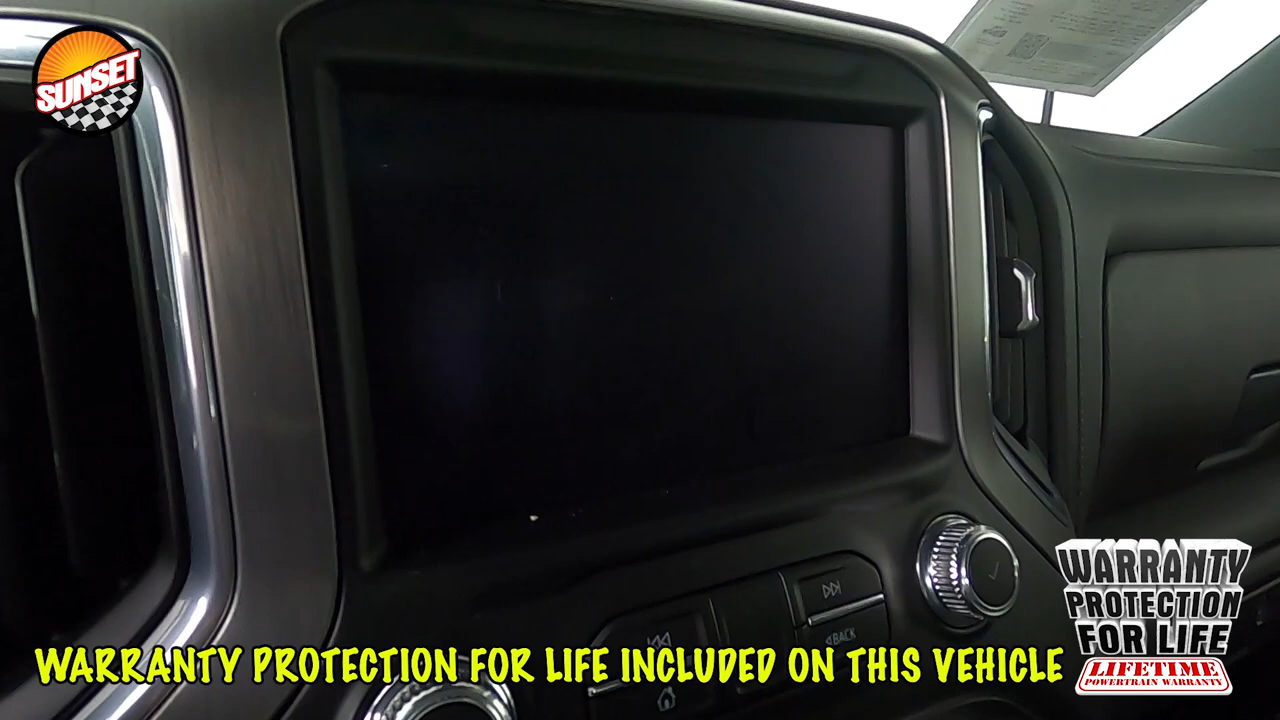 SUNSET
◁BACK
WARRANTY PROTECTION FOR LIFE INCLUDED ON THIS VEHICLE
WARRANTY
PROTECTION
FOR LIFE
LIFETIME
POWERTRAIN WARRANTY